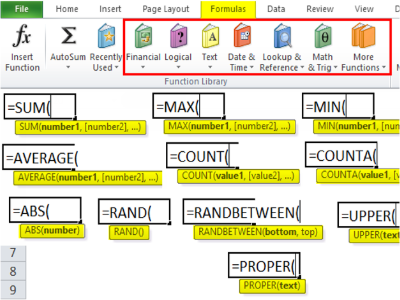 File Home Insert Page Layout Formulas Data Review View
fx Insert Function
Σ AutoSum
Recently Used
Financial
Logical
Text
Date & Time
Lookup & Reference
Math & Trig
More Functions
Function Library
=SUM( =MAX( =MIN(
SUM(number1, [number2], ...) MAX(number1, [number2], ...) MIN(number1, [number
=AVERAGE( =COUNT( =COUNTA(
AVERAGE(number1, [number2], ...) COUNT(value1, [value2], ...) COUNTA(value1, [v
=ABS( =RAND( =RANDBETWEEN( =UPPER(
ABS(number) RAND() RANDBETWEEN(bottom, top) UPPER(text
7
=PROPER(
8
PROPER(text)
9